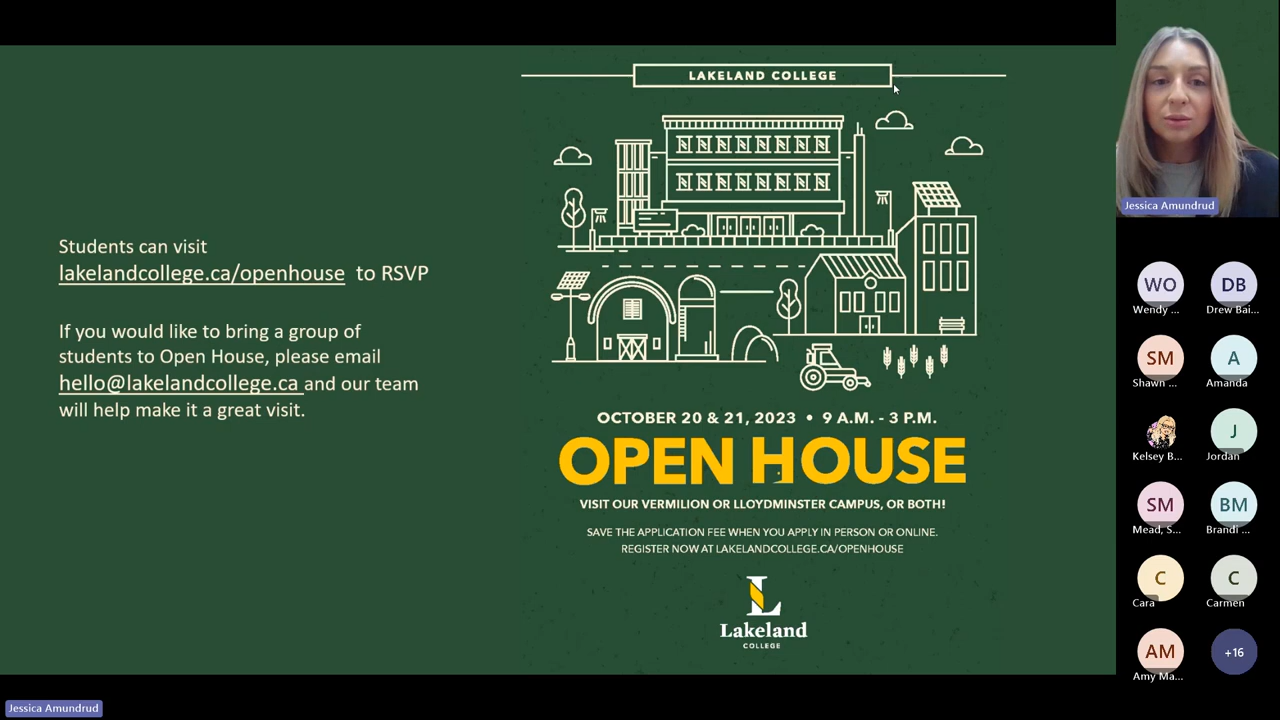 Students can visit
lakelandcollege.ca/openhouse to RSVP
If you would like to bring a group of
students to Open House, please email
hello@lakelandcollege.ca and our team
will help make it a great visit.
LAKELAND COLLEGE
OCTOBER 20 & 21, 2023 • 9 A.M. - 3 P.M.
OPEN HOUSE
VISIT OUR VERMILION OR LLOYDMINSTER CAMPUS, OR BOTH!
SAVE THE APPLICATION FEE WHEN YOU APPLY IN PERSON OR ONLINE.
REGISTER NOW AT LAKELANDCOLLEGE.CA/OPENHOUSE
L
Lakeland
COLLEGE
Jessica Amundrud
WO
Wendy ...
DB
Drew Bai...
SM
Shawn ...
A
Amanda
Kelsey B...
J
Jordan
SM
Mead, S...
BM
Brandi ...
C
Cara
C
Carmen
AM
Amy Ma...
+16
Jessica Amundrud